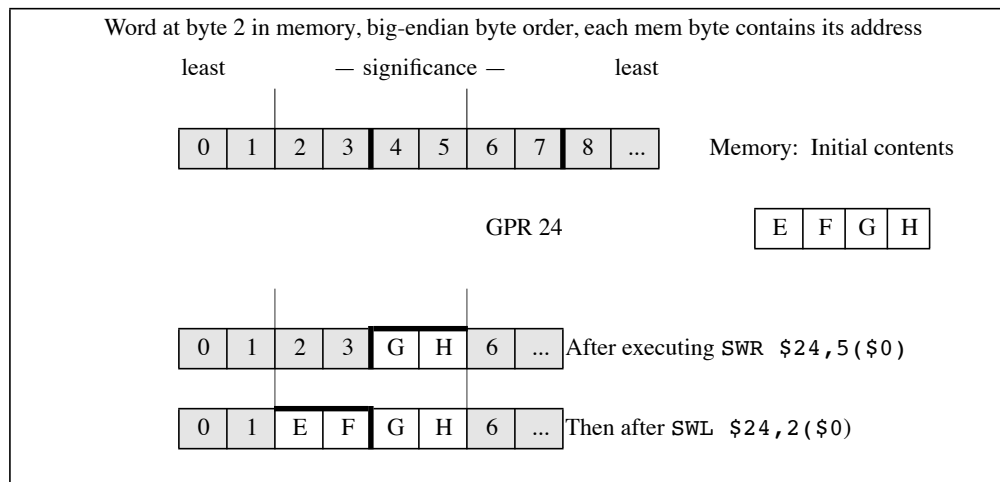 Word at byte 2 in memory, big-endian byte order, each mem byte contains its address
least — significance — least
0 1 2 3 4 5 6 7 8 ... Memory: Initial contents
GPR 24 E F G H
0 1 2 3 G H 6 ... After executing SWR $24,5($0)
0 1 E F G H 6 ... Then after SWL $24,2($0)